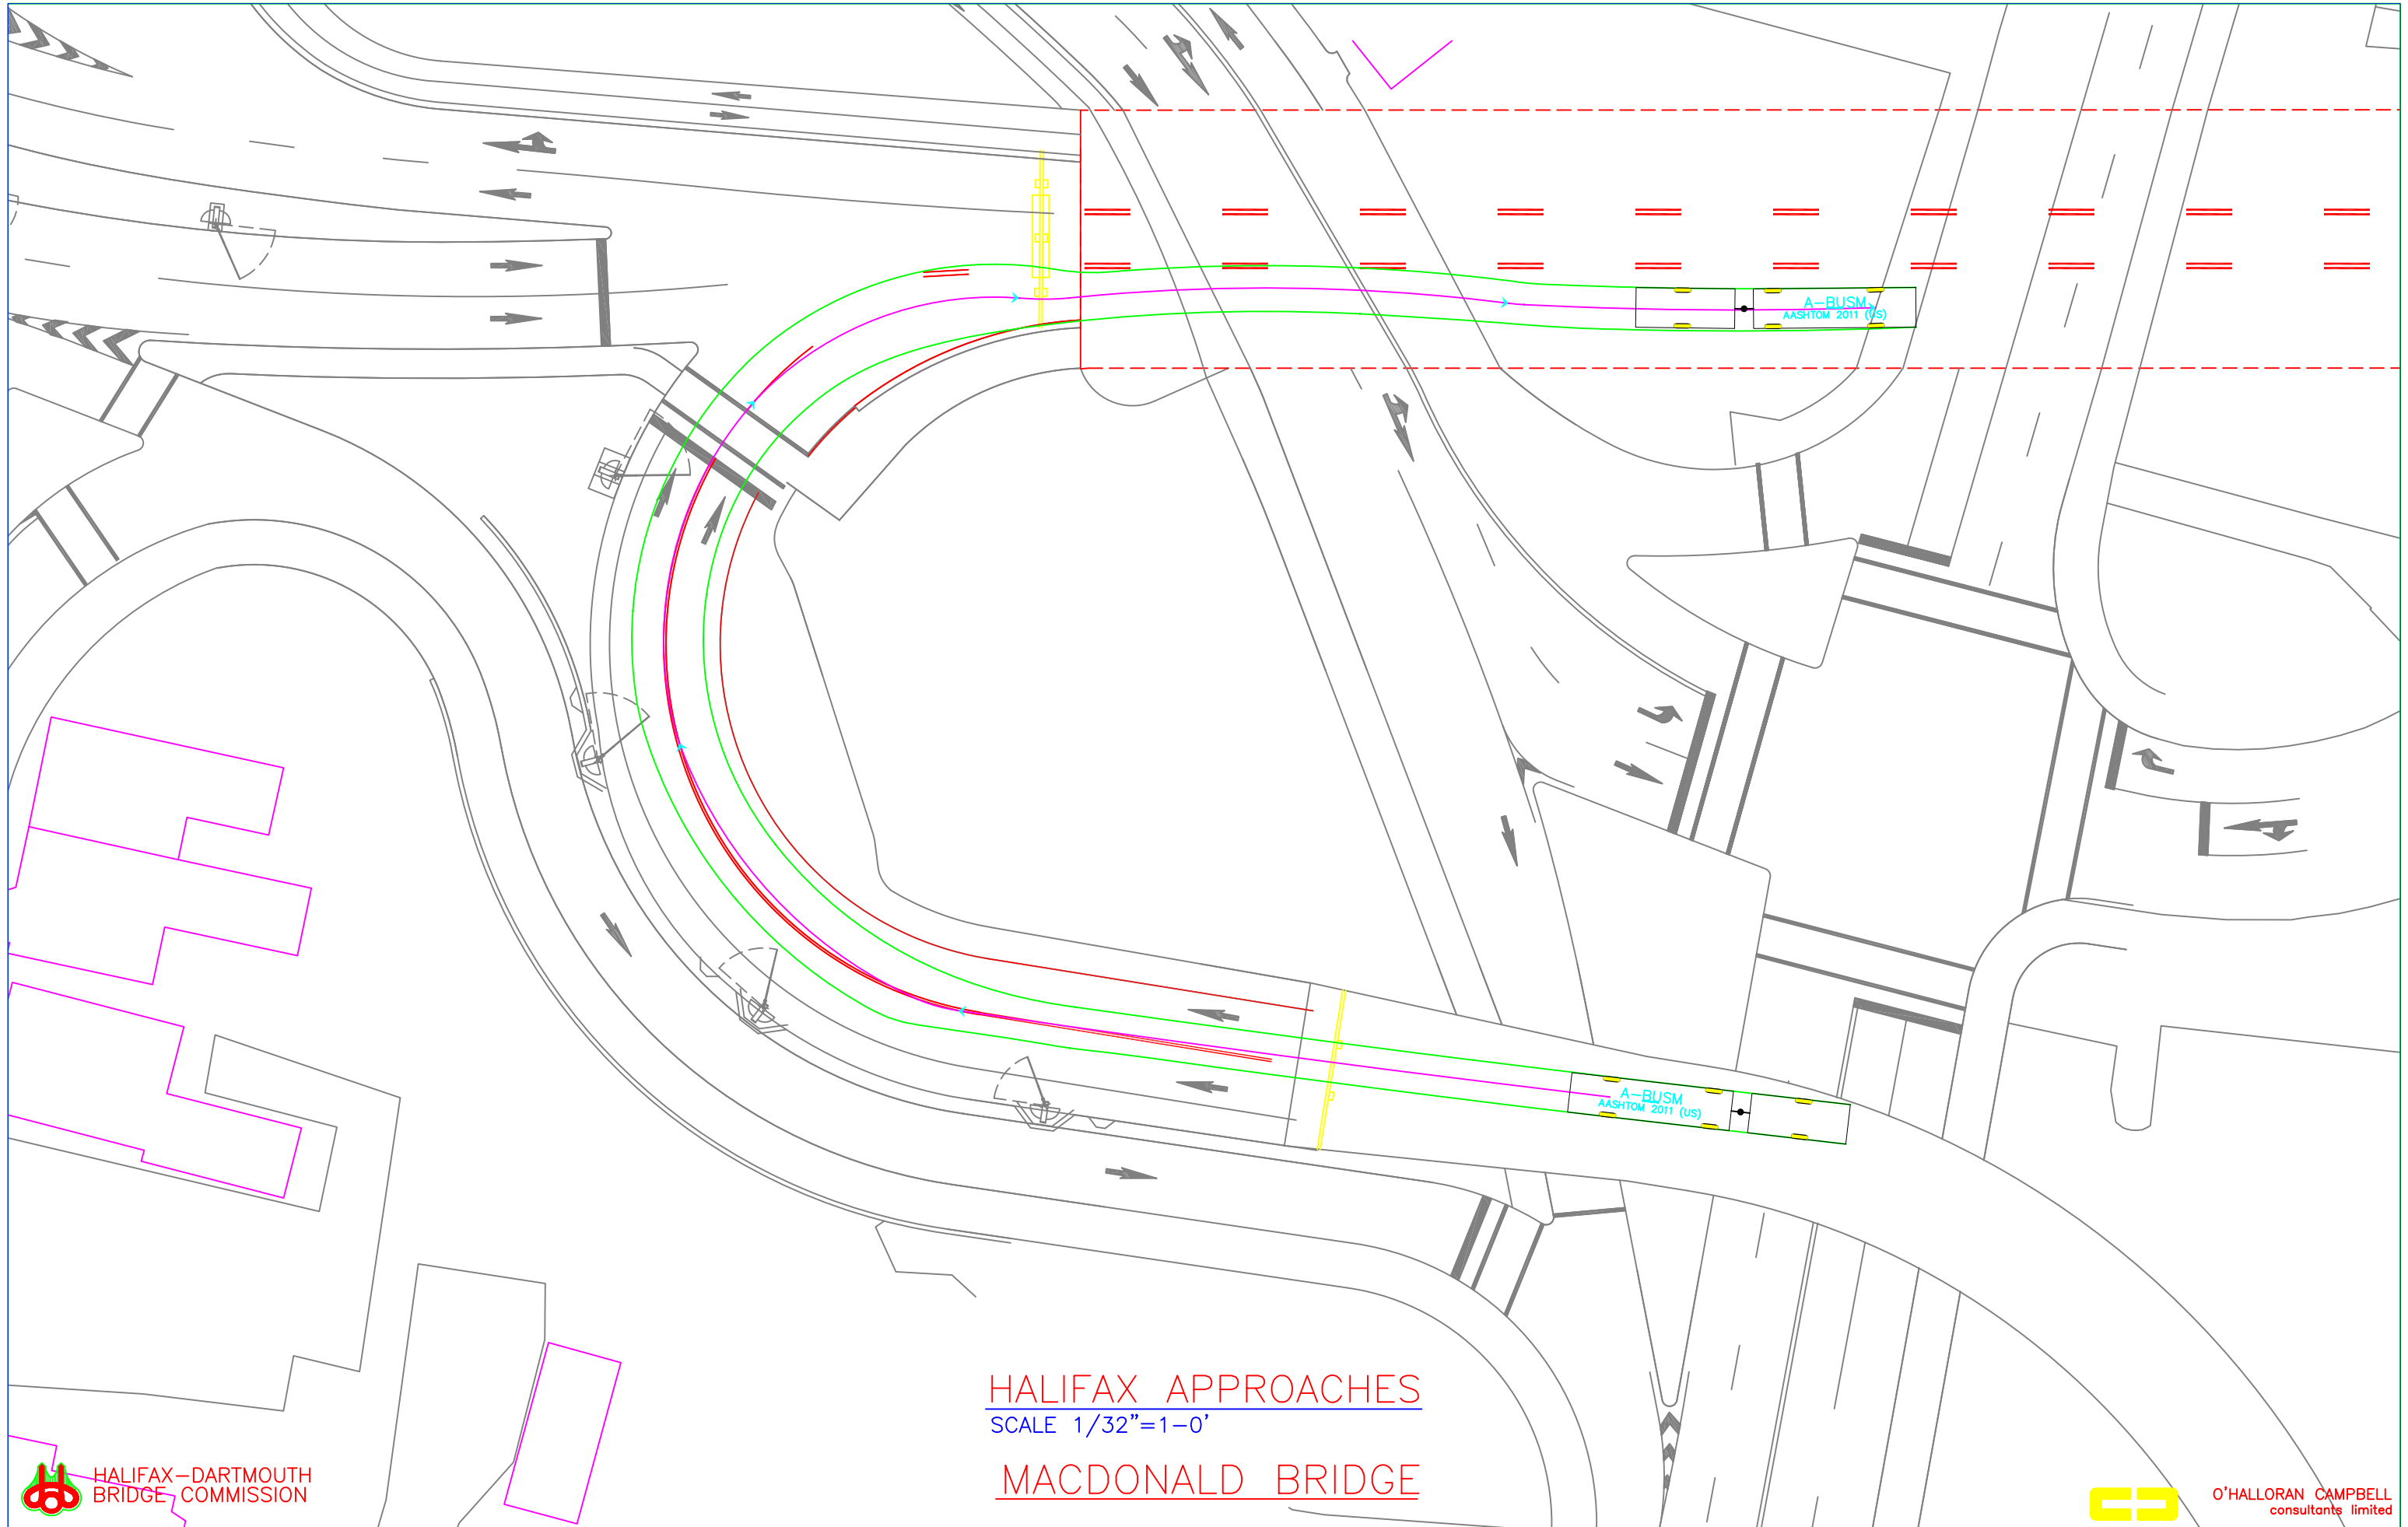 A-BUSM
AASHTOM 2011 (US)
A-BUSM
AASHTOM 2011 (US)
HALIFAX APPROACHES
SCALE 1/32"=1-0'
MACDONALD BRIDGE
HALIFAX-DARTMOUTH
BRIDGE COMMISSION
O'HALLORAN CAMPBELL
consultants limited